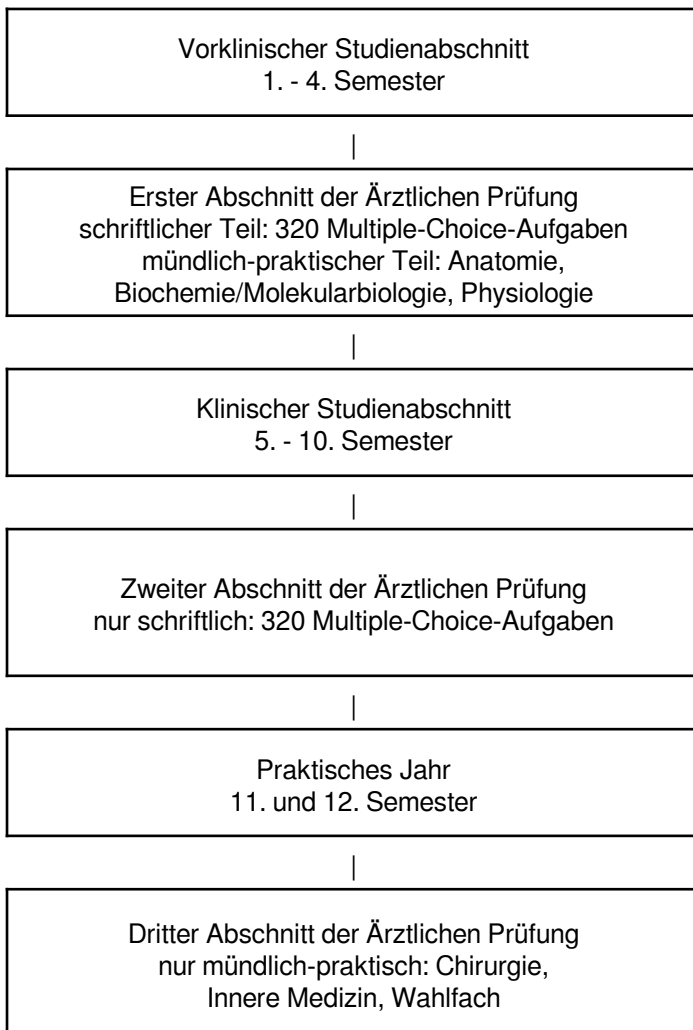 Vorklinischer Studienabschnitt
1. - 4. Semester
|
Erster Abschnitt der Ärztlichen Prüfung
schriftlicher Teil: 320 Multiple-Choice-Aufgaben
mündlich-praktischer Teil: Anatomie,
Biochemie/Molekularbiologie, Physiologie
|
Klinischer Studienabschnitt
5. - 10. Semester
|
Zweiter Abschnitt der Ärztlichen Prüfung
nur schriftlich: 320 Multiple-Choice-Aufgaben
|
Praktisches Jahr
11. und 12. Semester
|
Dritter Abschnitt der Ärztlichen Prüfung
nur mündlich-praktisch: Chirurgie,
Innere Medizin, Wahlfach